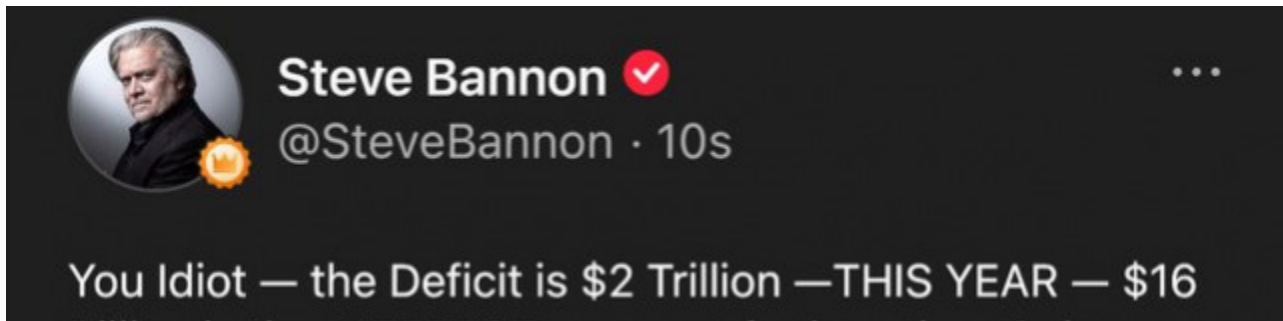 Steve Bannon
@SteveBannon · 10s
You Idiot — the Deficit is $2 Trillion —THIS YEAR — $16